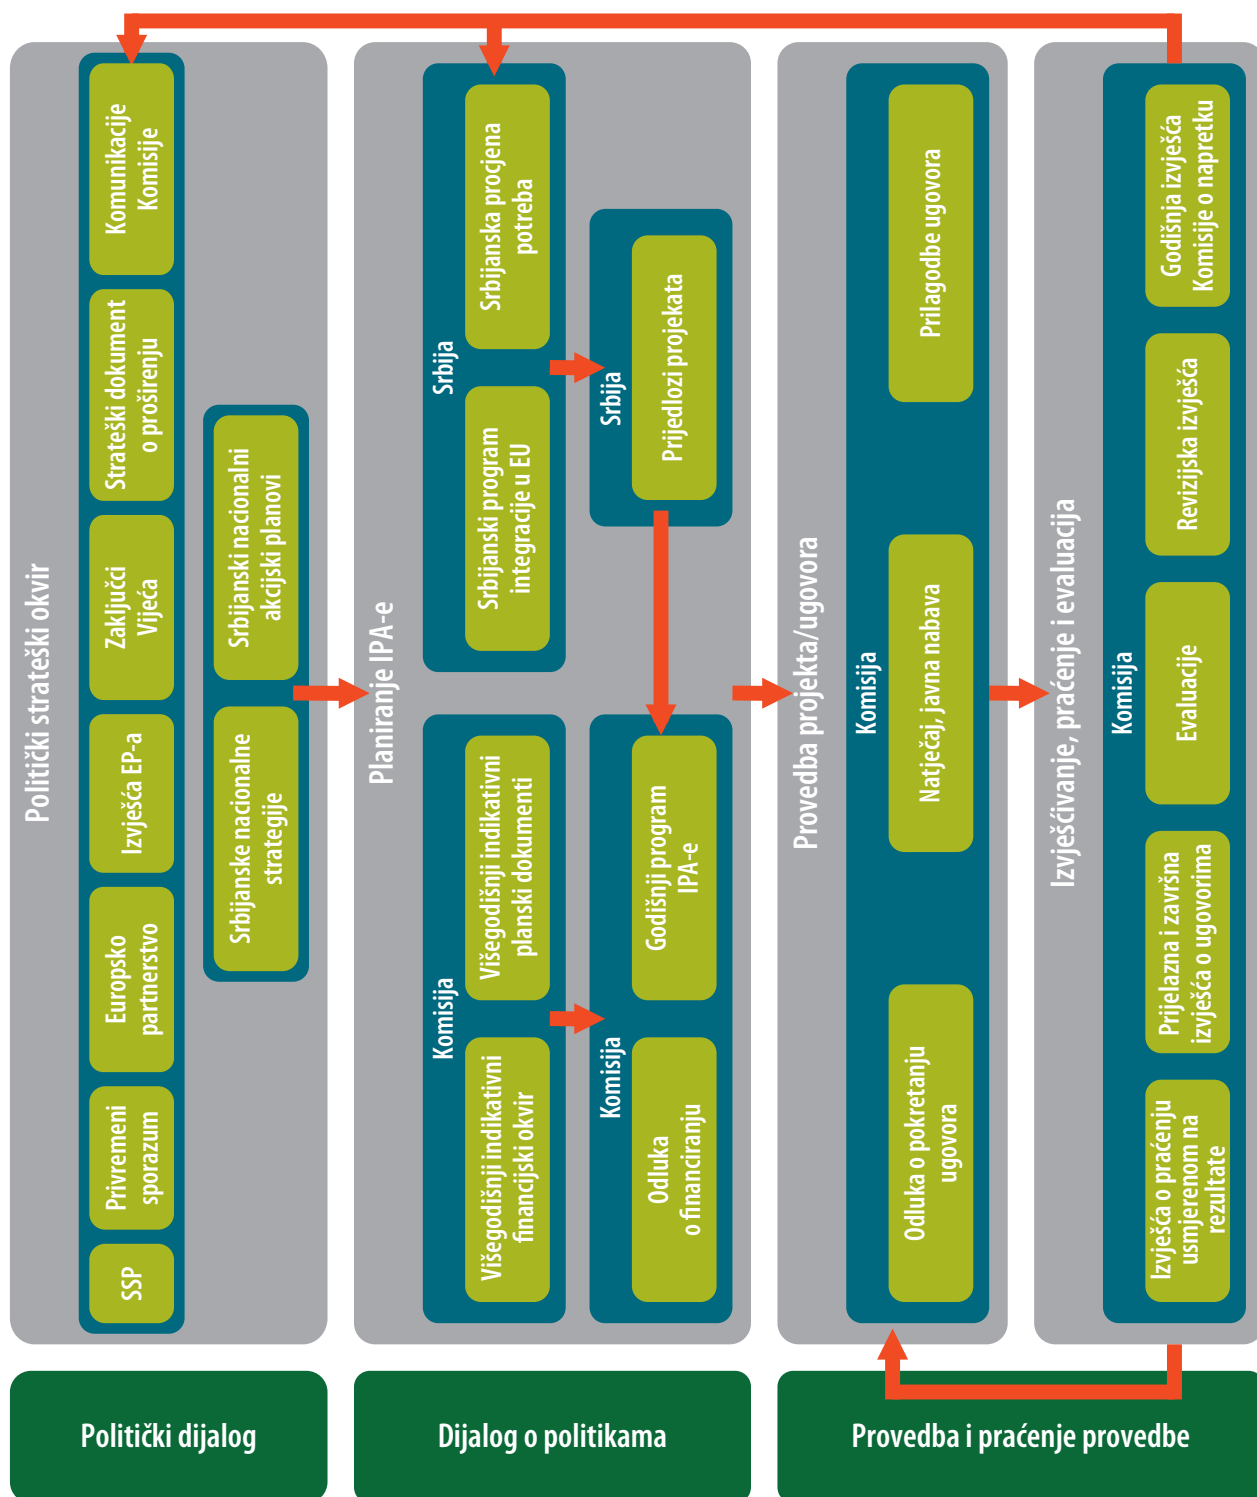 Politički strateški okvir
SSP
Privremeni
sporazum
Europsko
partnerstvo
Izvješća EP-a
Zaključci
Vijeća
Strateški dokument
o proširenju
Komunikacije
Komisije
Srbijanske nacionalne
strategije
Srbijanski nacionalni
akcijski planovi
Planiranje IPA-e
Komisija
Višegodišnji indikativni
financijski okvir
Višegodišnji indikativni
planski dokumenti
Srbija
Srbijanski program
integracije u EU
Srbijanska procjena
potreba
Komisija
Odluka
o financiranju
Godišnji program
IPA-e
Srbija
Prijedlozi projekata
Provedba projekta/ugovora
Komisija
Odluka o pokretanju
ugovora
Natječaj, javna nabava
Prilagodbe ugovora
Izvješćivanje, praćenje i evaluacija
Komisija
Izvješća o praćenju
usmjerenom na
rezultate
Prijelazna i završna
izvješća o ugovorima
Evaluacije
Revizijska izvješća
Godišnja izvješća
Komisije o napretku
Politički dijalog
Dijalog o politikama
Provedba i praćenje provedbe